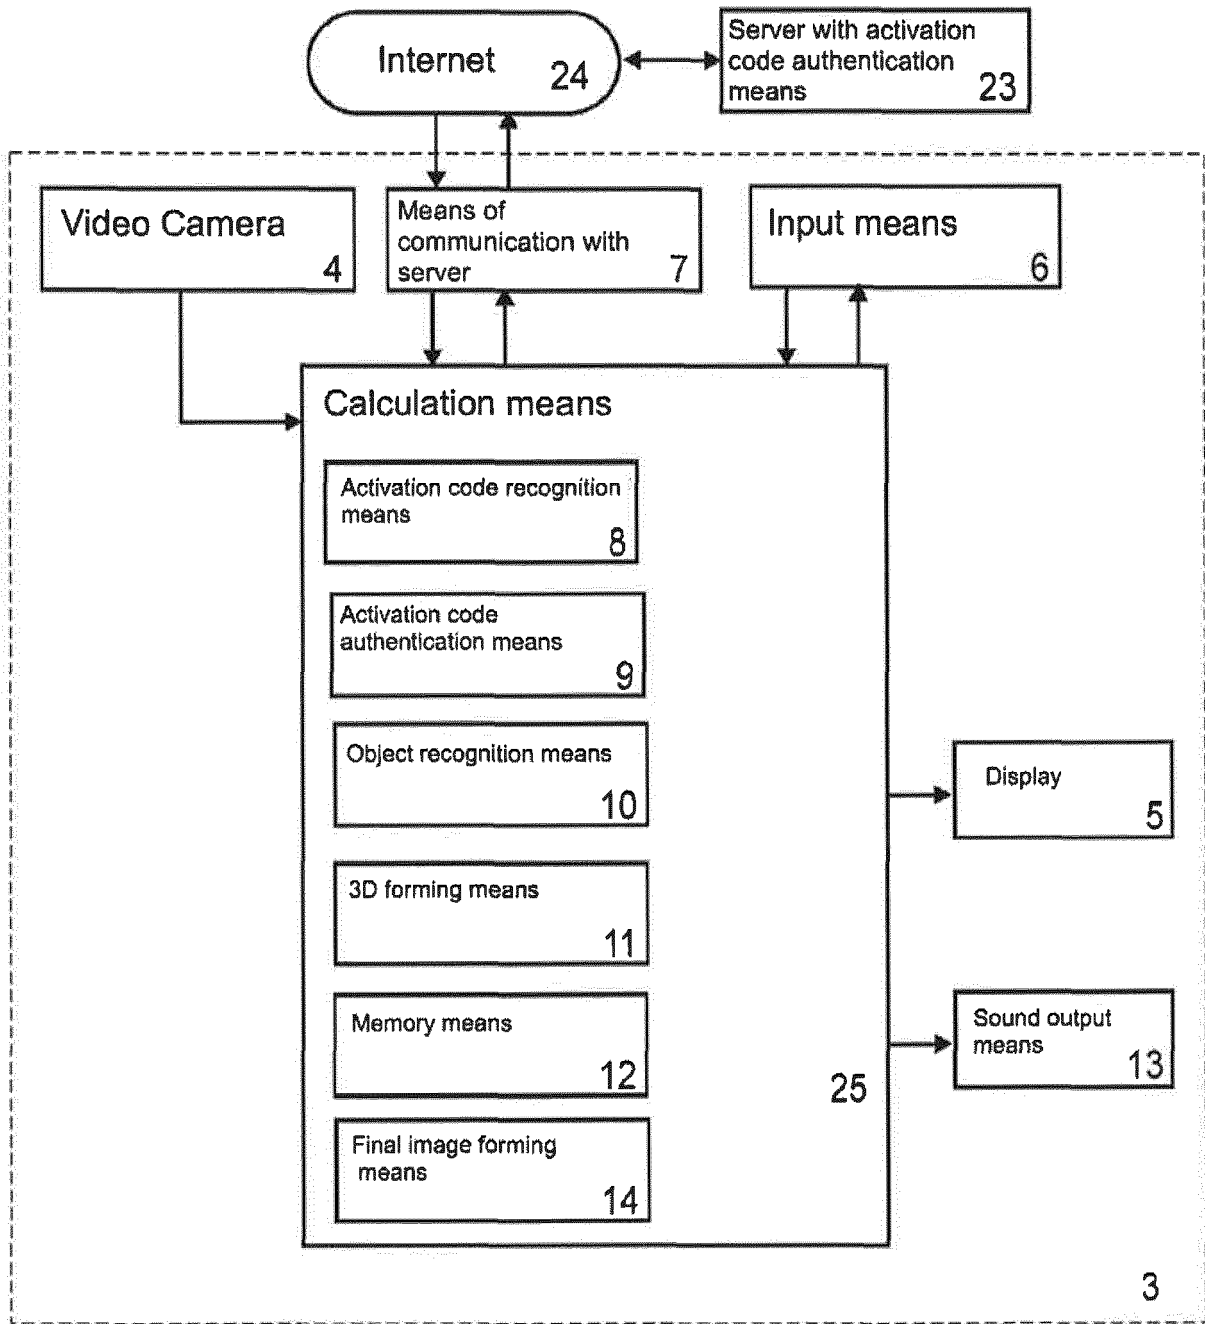 Internet
24
Server with activation
code authentication
means
23
Video Camera
4
Means of
communication with
server
7
Input means
6
Calculation means
Activation code recognition
means
8
Activation code
authentication means
9
Object recognition means
10
3D forming means
11
Memory means
12
Final image forming
means
14
25
Display
5
Sound output
means
13
3